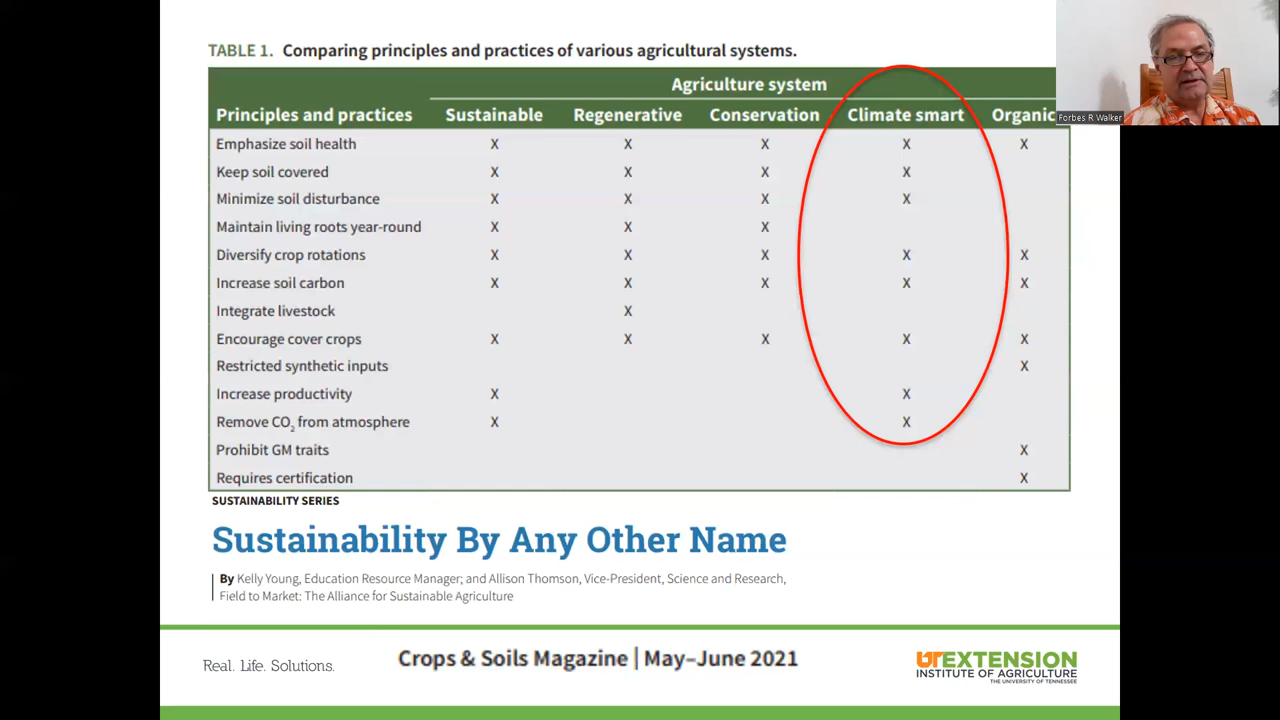 TABLE 1. Comparing principles and practices of various agricultural systems.
Agriculture system
Principles and practices Sustainable Regenerative Conservation Climate smart Organic
Emphasize soil health X X X X X
Keep soil covered X X X X
Minimize soil disturbance X X X X
Maintain living roots year-round X X X
Diversify crop rotations X X X X X
Increase soil carbon X X X X X
Integrate livestock X
Encourage cover crops X X X X X
Restricted synthetic inputs X
Increase productivity X X
Remove CO₂ from atmosphere X X
Prohibit GM traits X
Requires certification X
SUSTAINABILITY SERIES
Sustainability By Any Other Name
By Kelly Young, Education Resource Manager; and Allison Thomson, Vice-President, Science and Research,
Field to Market: The Alliance for Sustainable Agriculture
Real. Life. Solutions.
Crops & Soils Magazine | May–June 2021
UT EXTENSION
INSTITUTE OF AGRICULTURE
THE UNIVERSITY OF TENNESSEE
Forbes R Walker